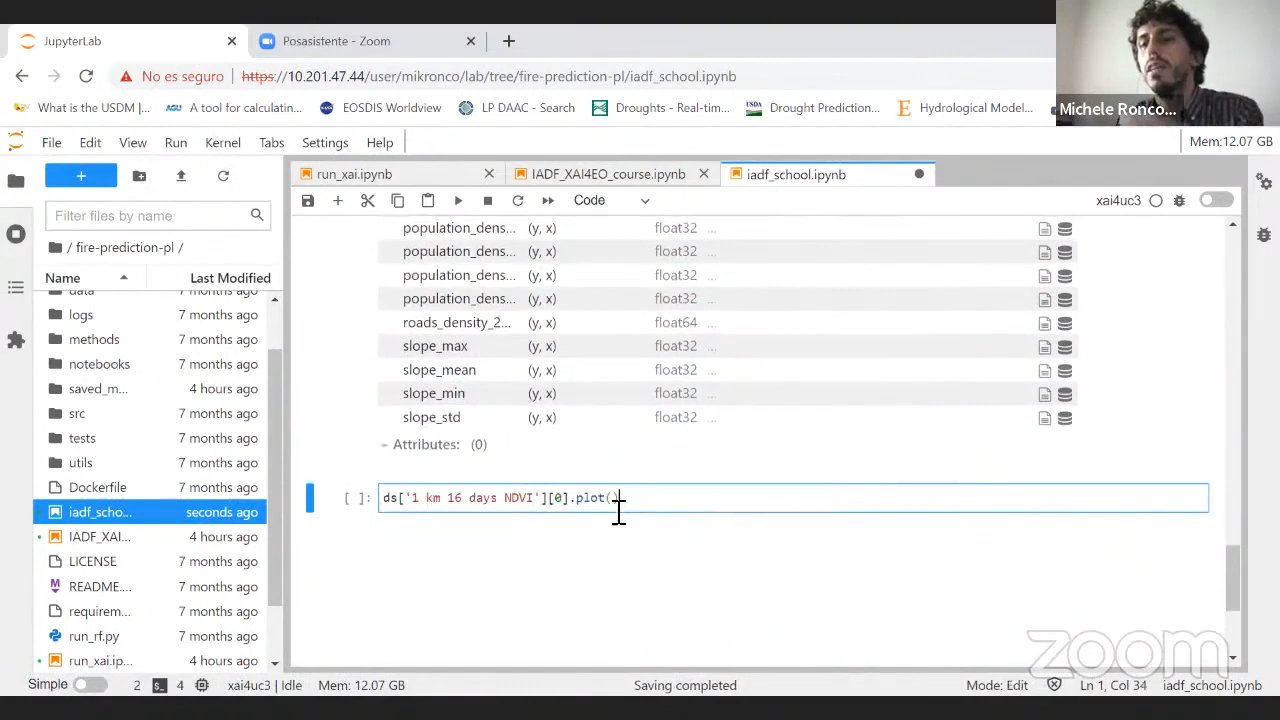 JupyterLab
Posasistente - Zoom
No es seguro
https://10.201.47.44/user/mikronco/lab/tree/fire-prediction-pl/iadf_school.ipynb
What is the USDM |...
A tool for calculatin...
EOSDIS Worldview
LP DAAC - Search
Droughts - Real-tim...
Drought Prediction...
Hydrological Model...
Michele Ronco...
File Edit View Run Kernel Tabs Settings Help
Mem:12.07 GB
run_xai.ipynb
IADF_XAI4EO_course.ipynb
iadf_school.ipynb
Code
xai4uc3
Filter files by name
/ fire-prediction-pl /
Name Last Modified
data 7 months ago
logs 7 months ago
methods 7 months ago
notebooks 7 months ago
saved_m... 4 hours ago
src 7 months ago
tests 7 months ago
utils 7 months ago
Dockerfile 7 months ago
iadf_scho... seconds ago
IADF_XAI... 4 hours ago
LICENSE 7 months ago
README.... 7 months ago
requirem... 7 months ago
run_rf.py 7 months ago
run_xai.ip... 4 hours ago
population_dens... (y, x) float32 ...
population_dens... (y, x) float32 ...
population_dens... (y, x) float32 ...
population_dens... (y, x) float32 ...
roads_density_2... (y, x) float64 ...
slope_max (y, x) float32 ...
slope_mean (y, x) float32 ...
slope_min (y, x) float32 ...
slope_std (y, x) float32 ...
Attributes: (0)
[ ]: ds['1 km 16 days NDVI'][0].plot()
zoom
Simple 2 4 xai4uc3 | Idle Mem: 12.07 GB Saving completed Mode: Edit Ln 1, Col 34 iadf_school.ipynb